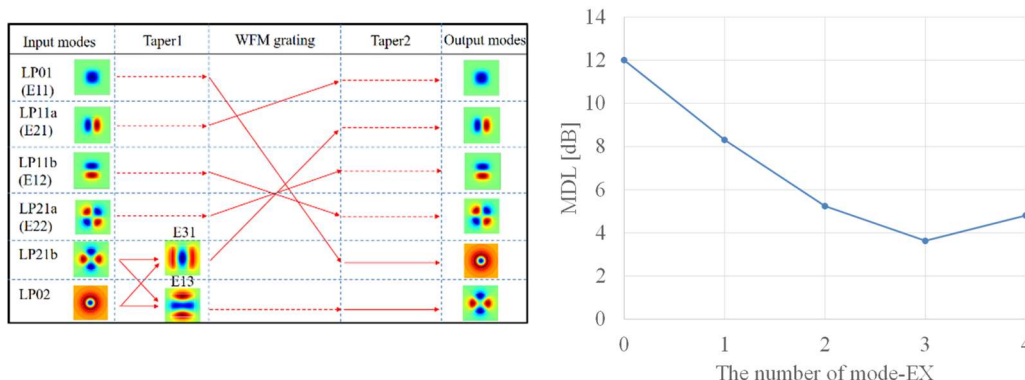 Input modes Taper1 WFM grating Taper2 Output modes
LP01
(E11)
LP11a
(E21)
LP11b
(E12)
LP21a
(E22)
E31
LP21b
E13
LP02
14
12
10
8
6
4
2
0
MDL [dB]
0 1 2 3 4
The number of mode-EX